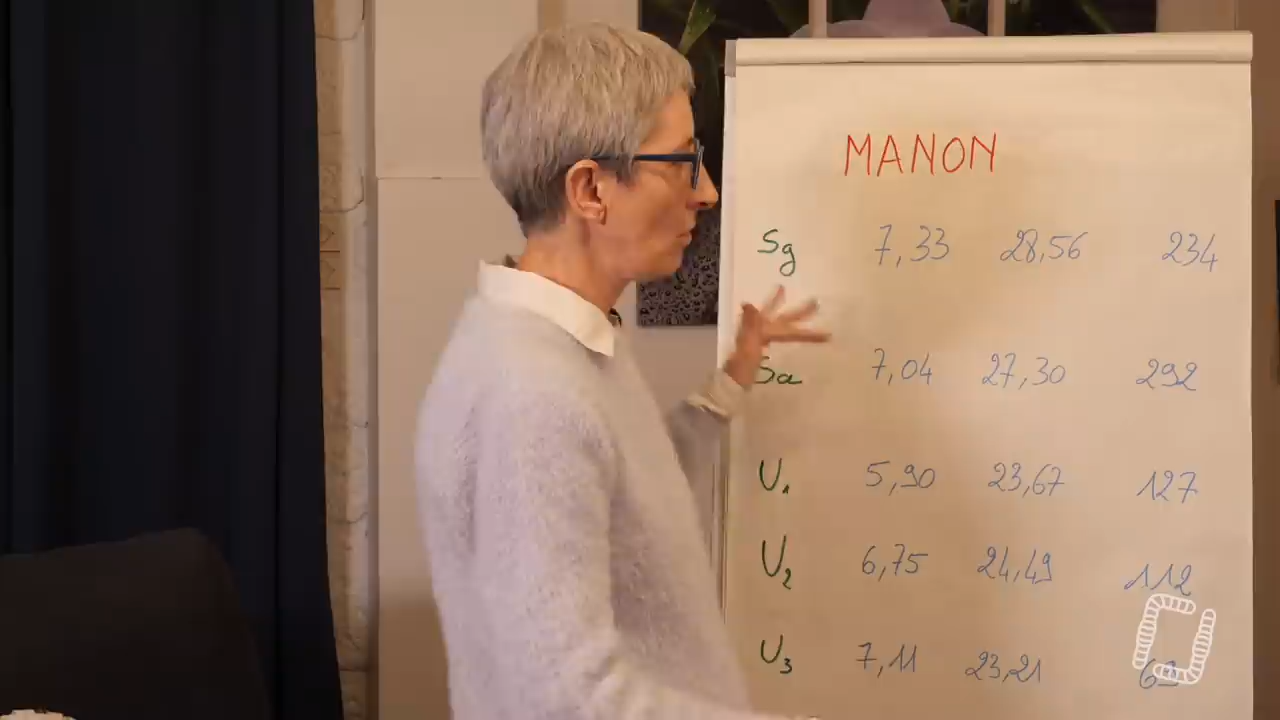 MANON
Sg 7,33 28,56 234
Sa 7,04 27,30 292
U1 5,90 23,67 127
U2 6,75 24,49 112
U3 7,11 23,21